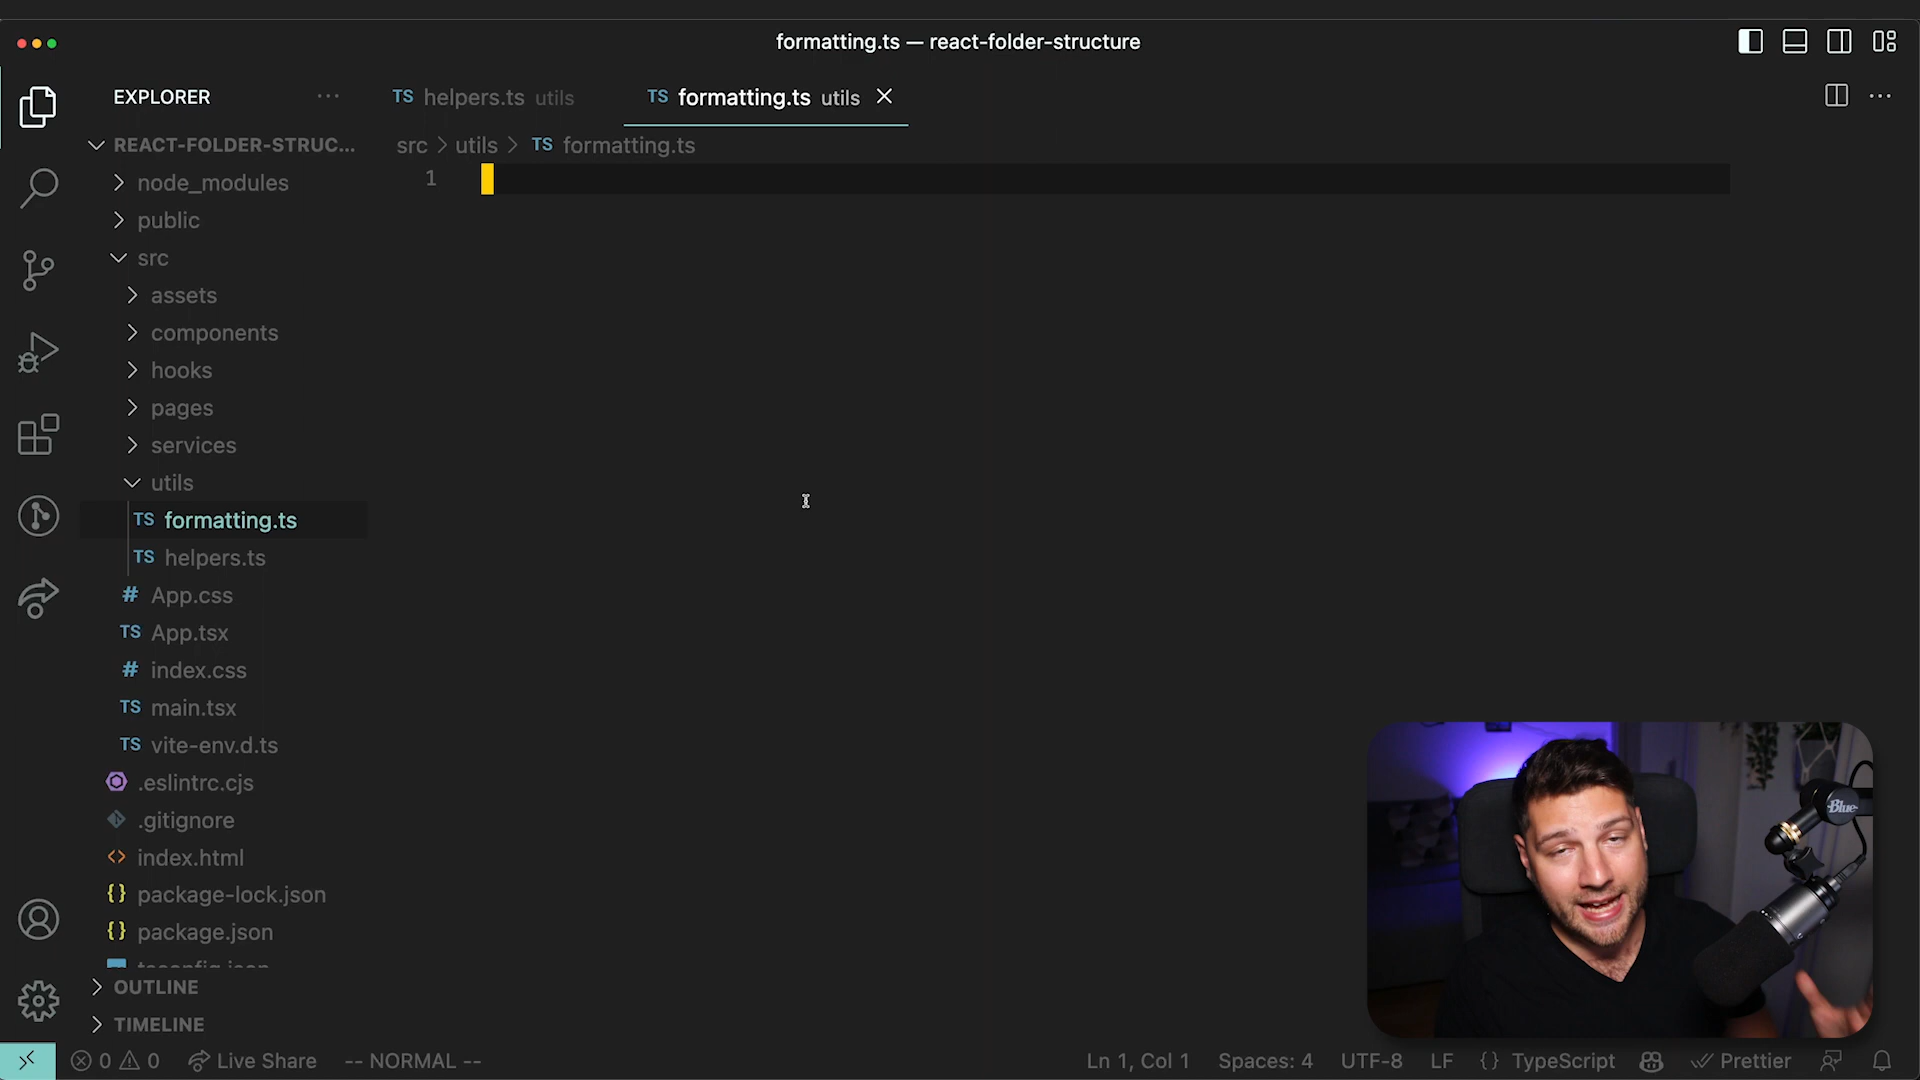 formatting.ts — react-folder-structure
EXPLORER
TS helpers.ts utils
TS formatting.ts utils
REACT-FOLDER-STRUC...
src > utils > TS formatting.ts
1
node_modules
public
src
assets
components
hooks
pages
services
utils
TS formatting.ts
TS helpers.ts
# App.css
TS App.tsx
# index.css
TS main.tsx
TS vite-env.d.ts
.eslintrc.cjs
.gitignore
<> index.html
{} package-lock.json
{} package.json
tsconfig.json
OUTLINE
TIMELINE
Blue
0 0 Live Share -- NORMAL -- Ln 1, Col 1 Spaces: 4 UTF-8 LF {} TypeScript Prettier